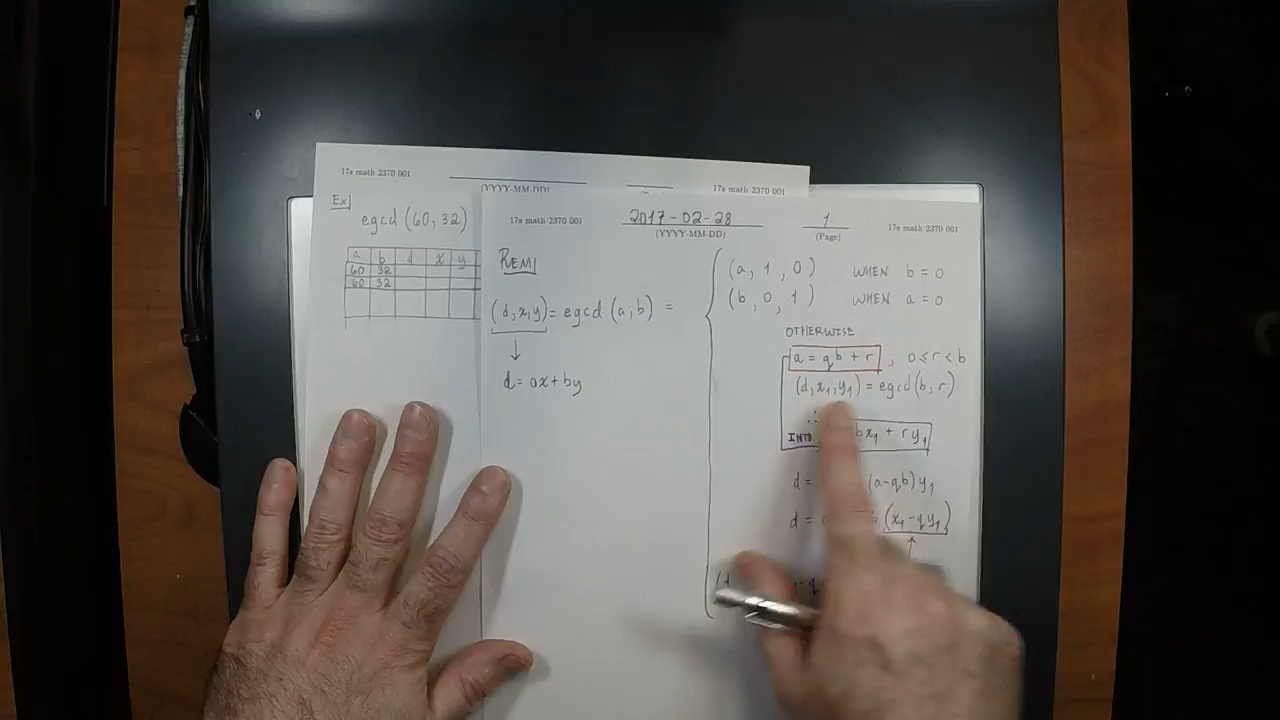 17s math 2370 001
17s math 2370 001
(YYYY-MM-DD)
Ex
egcd (60, 32)
a b d x y
60 32
60 32
17s math 2370 001
2017-02-28
1
17s math 2370 001
(YYYY-MM-DD)
(Page)
REM
(d, x, y) = egcd (a, b) =
↓
d = ax + by
(a, 1, 0) WHEN b = 0
(b, 0, 1) WHEN a = 0
OTHERWISE
a = qb + r , 0 ≤ r < b
(d, x₁, y₁) = egcd (b, r)
INTO bx₁ + ry₁
d = (a-qb) y₁
d = (x₁ - qy₁)
↑
(d